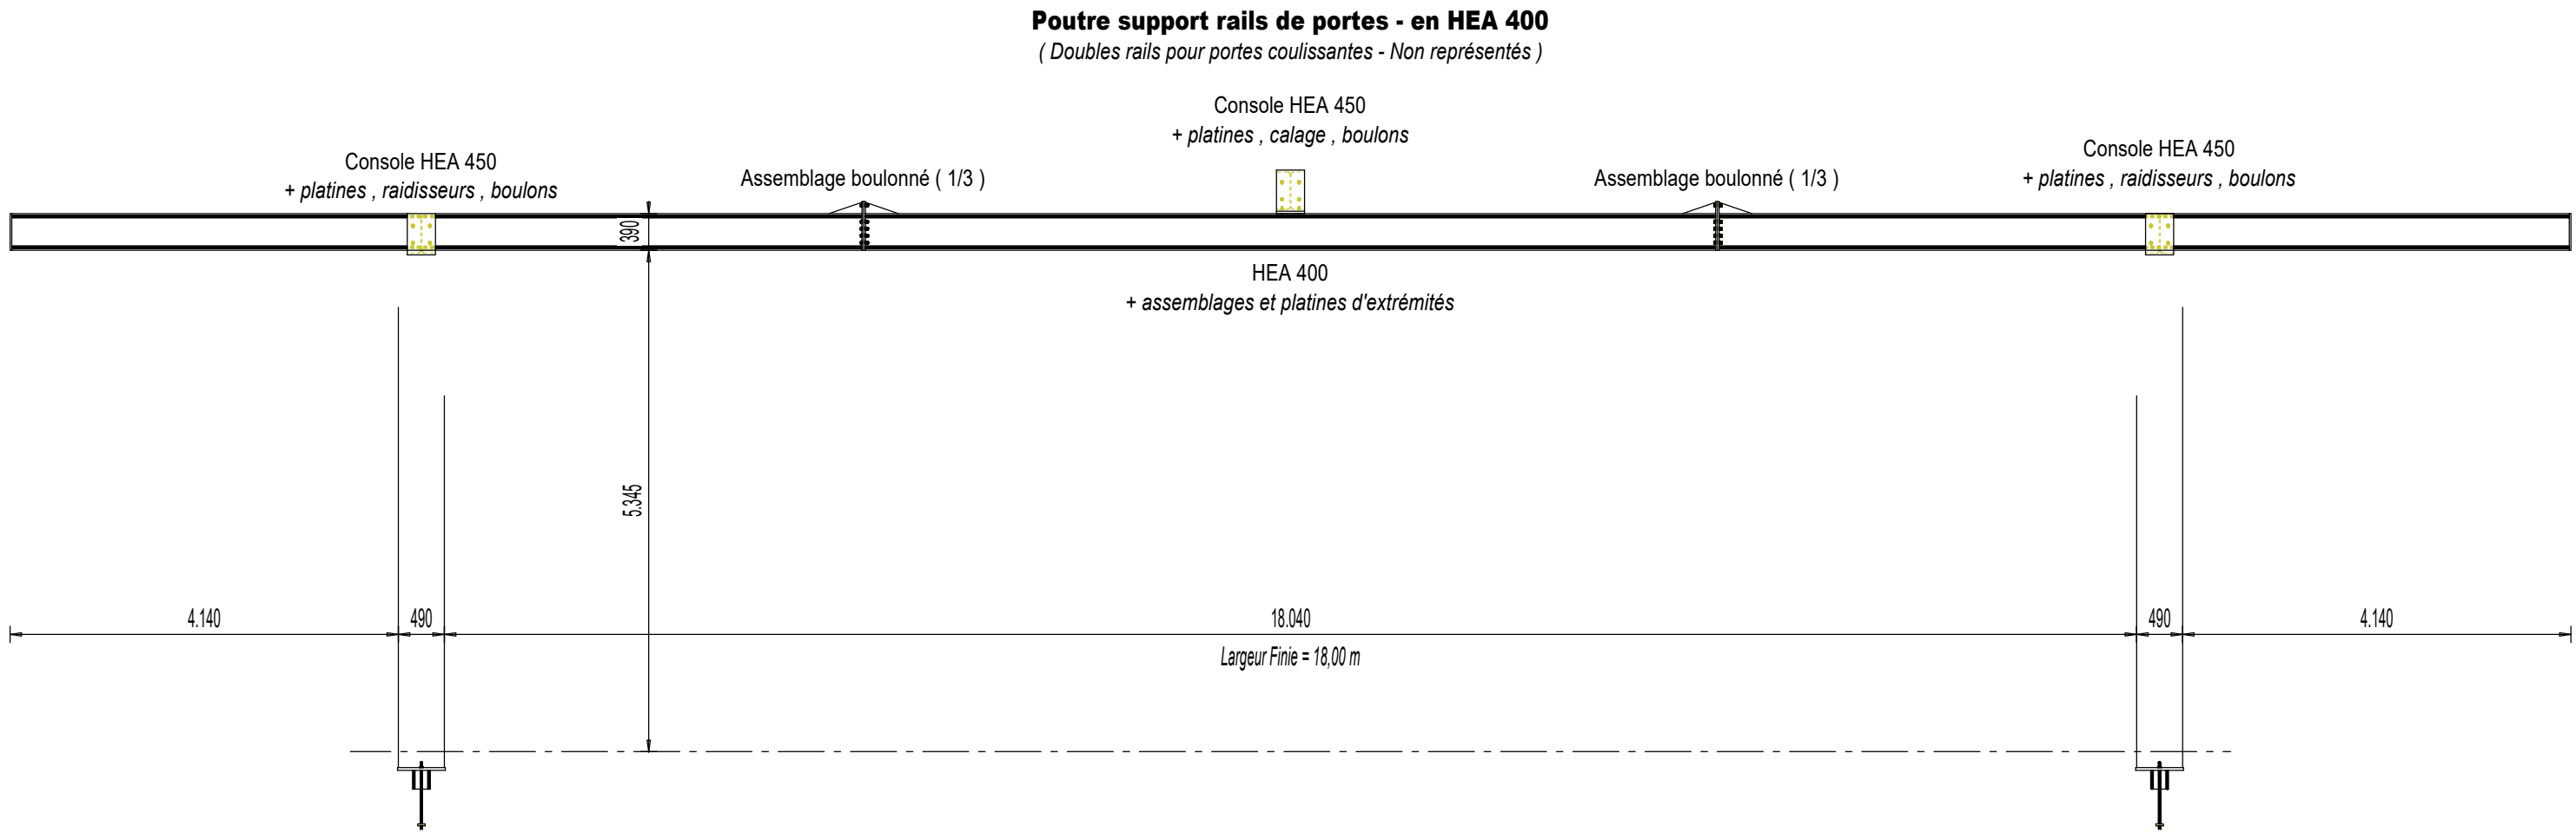 Poutre support rails de portes - en HEA 400
( Doubles rails pour portes coulissantes - Non représentés )
Console HEA 450
+ platines , calage , boulons
Console HEA 450
+ platines , raidisseurs , boulons
Assemblage boulonné ( 1/3 )
Assemblage boulonné ( 1/3 )
Console HEA 450
+ platines , raidisseurs , boulons
390
HEA 400
+ assemblages et platines d'extrémités
5.345
4.140
490
18.040
490
4.140
Largeur Finie = 18,00 m